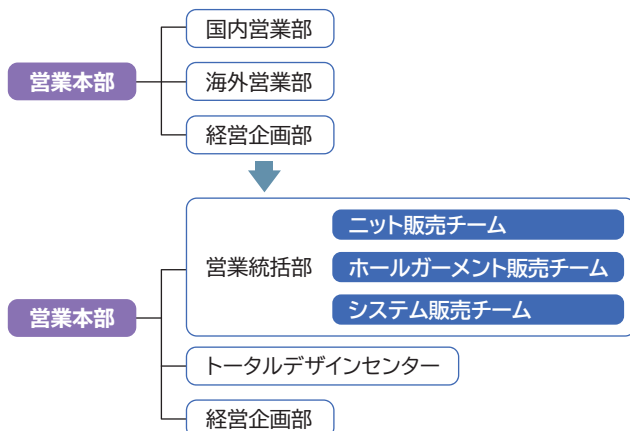 国内営業部
営業本部
海外営業部
経営企画部
ニット販売チーム
営業統括部
ホールガーメント販売チーム
システム販売チーム
営業本部
トータルデザインセンター
経営企画部